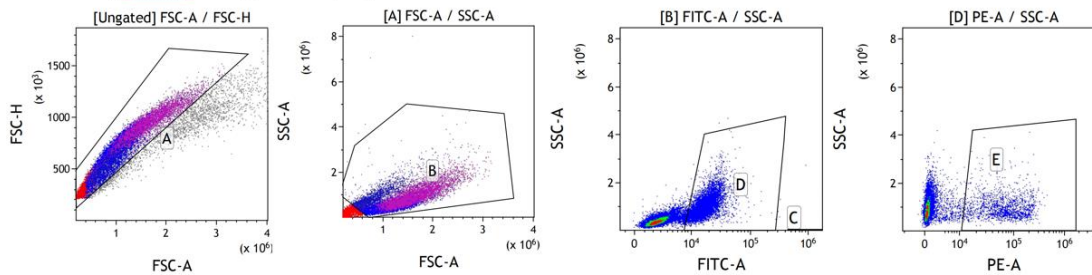 [Ungated] FSC-A / FSC-H
FSC-H
(x 10³)
1500
1000
500
A
1
2
3
4
(x 10⁶)
FSC-A
[A] FSC-A / SSC-A
SSC-A
(x 10⁶)
8
6
4
2
0
B
1
2
3
4
(x 10⁶)
FSC-A
[B] FITC-A / SSC-A
SSC-A
(x 10⁶)
8
6
4
2
D
C
10⁴
10⁵
10⁶
FITC-A
[D] PE-A / SSC-A
SSC-A
(x 10⁶)
8
6
4
2
E
0
10⁴
10⁵
10⁶
PE-A